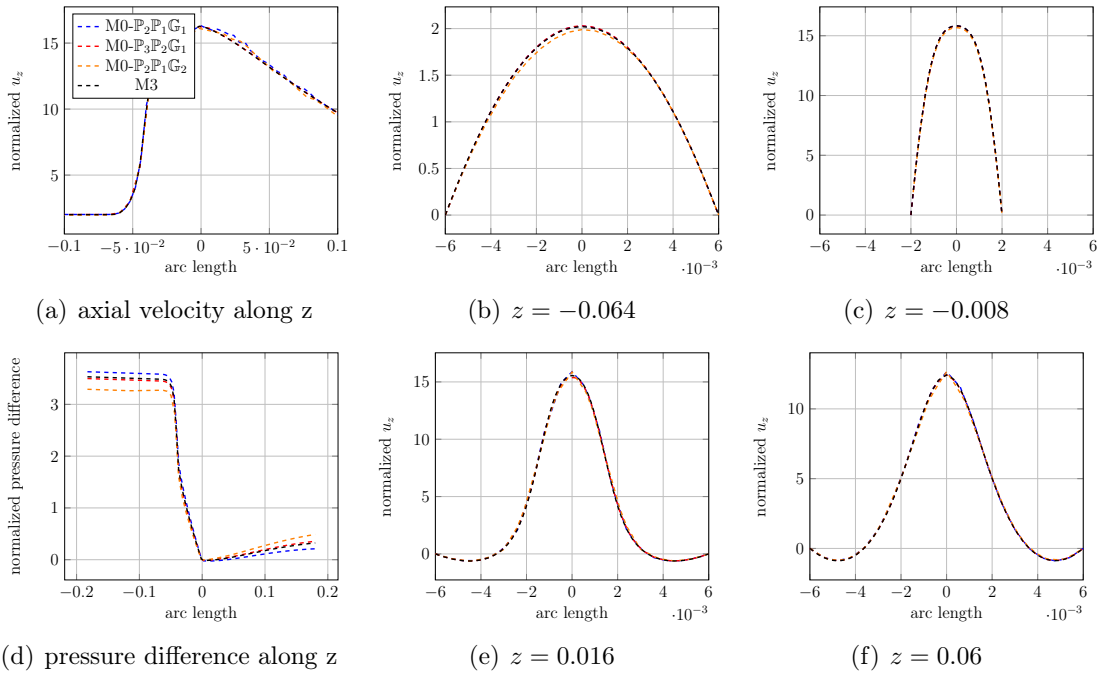 M0-ℙ₂ℙ₁𝔾₁
M0-ℙ₃ℙ₂𝔾₁
M0-ℙ₂ℙ₁𝔾₂
M3
normalized u_z
15
10
5
−0.1
−5 · 10⁻²
0
5 · 10⁻²
0.1
arc length
(a) axial velocity along z
normalized u_z
2
1.5
1
0.5
0
−6 −4 −2 0 2 4 6
arc length
·10⁻³
(b) z = −0.064
normalized u_z
15
10
5
0
−6 −4 −2 0 2 4 6
arc length
·10⁻³
(c) z = −0.008
normalized pressure difference
3
2
1
0
−0.2 −0.1 0 0.1 0.2
arc length
(d) pressure difference along z
normalized u_z
15
10
5
0
−6 −4 −2 0 2 4 6
arc length
·10⁻³
(e) z = 0.016
normalized u_z
10
5
0
−6 −4 −2 0 2 4 6
arc length
·10⁻³
(f) z = 0.06